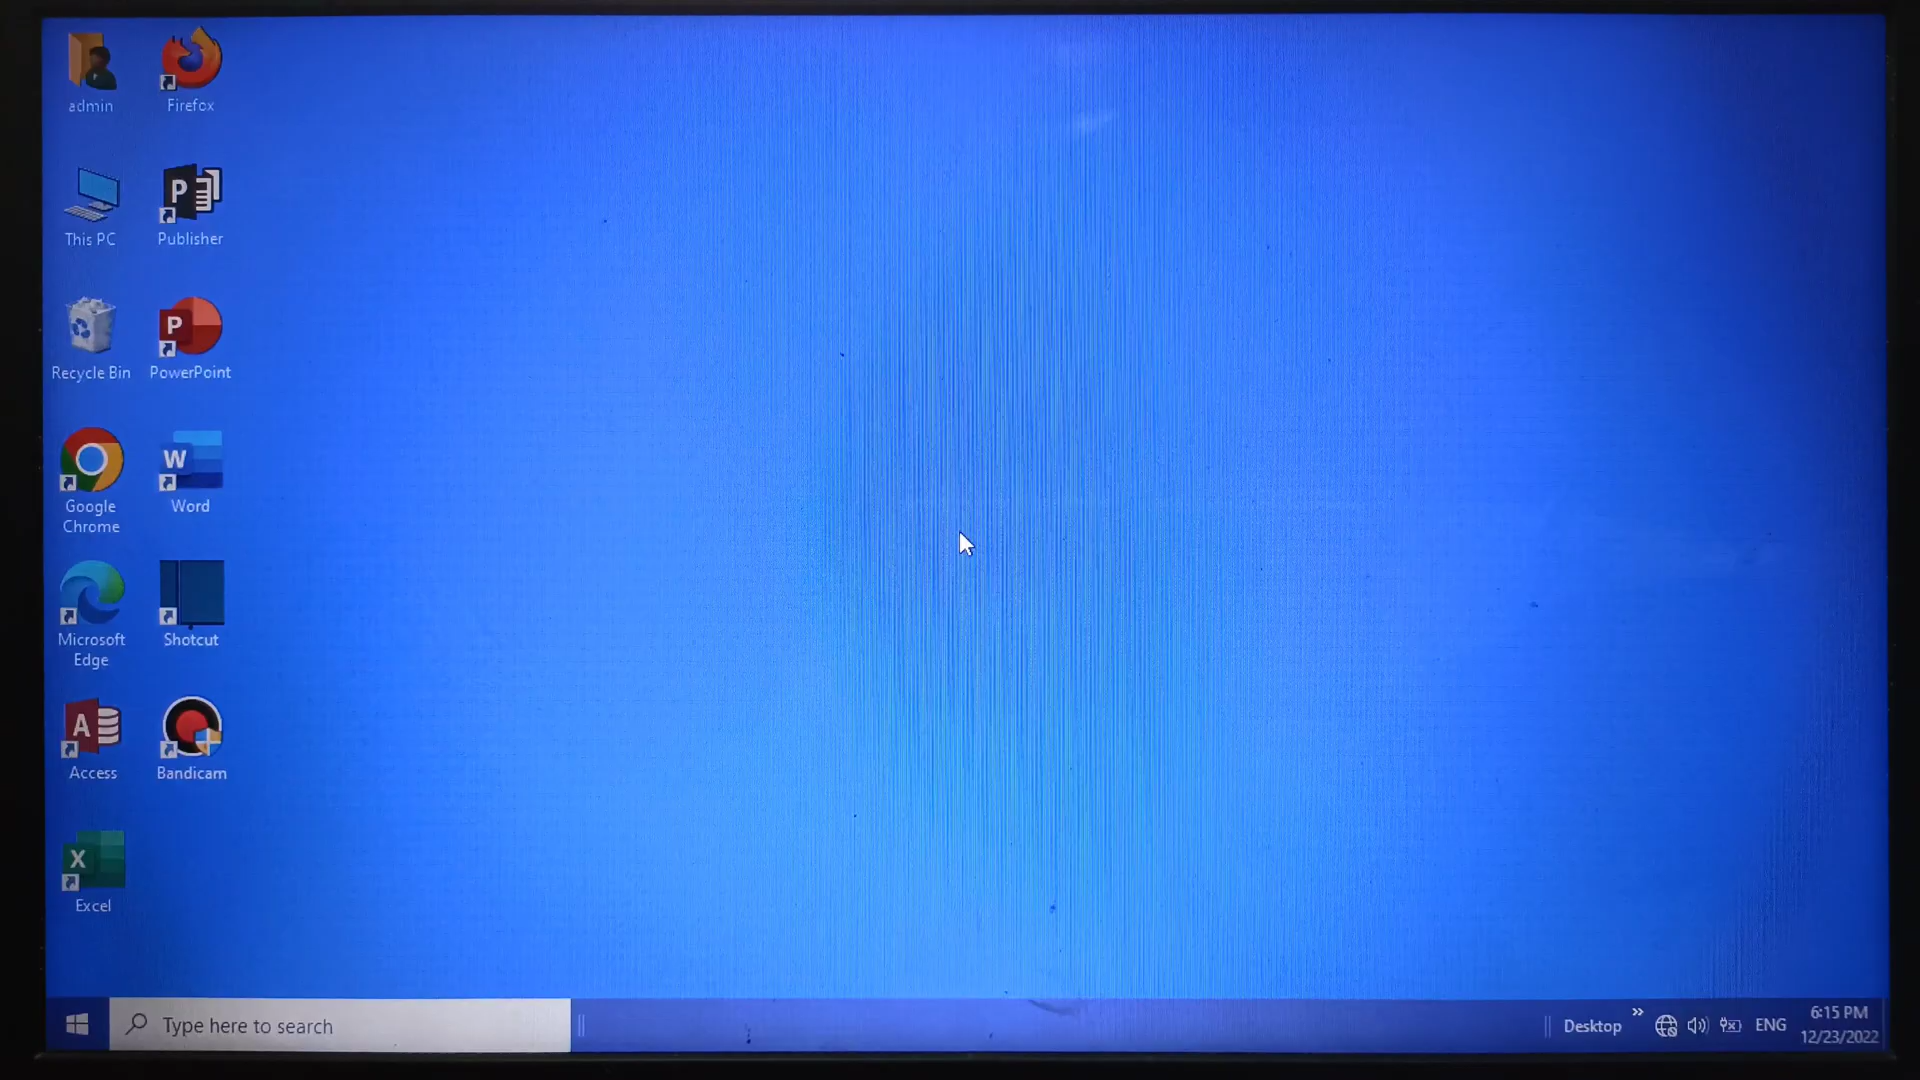 admin
Firefox
This PC
P
Publisher
Recycle Bin
P
PowerPoint
Google
Chrome
W
Word
Microsoft
Edge
Shotcut
A
Access
Bandicam
X
Excel
Type here to search
Desktop
»
ENG
6:15 PM
12/23/2022